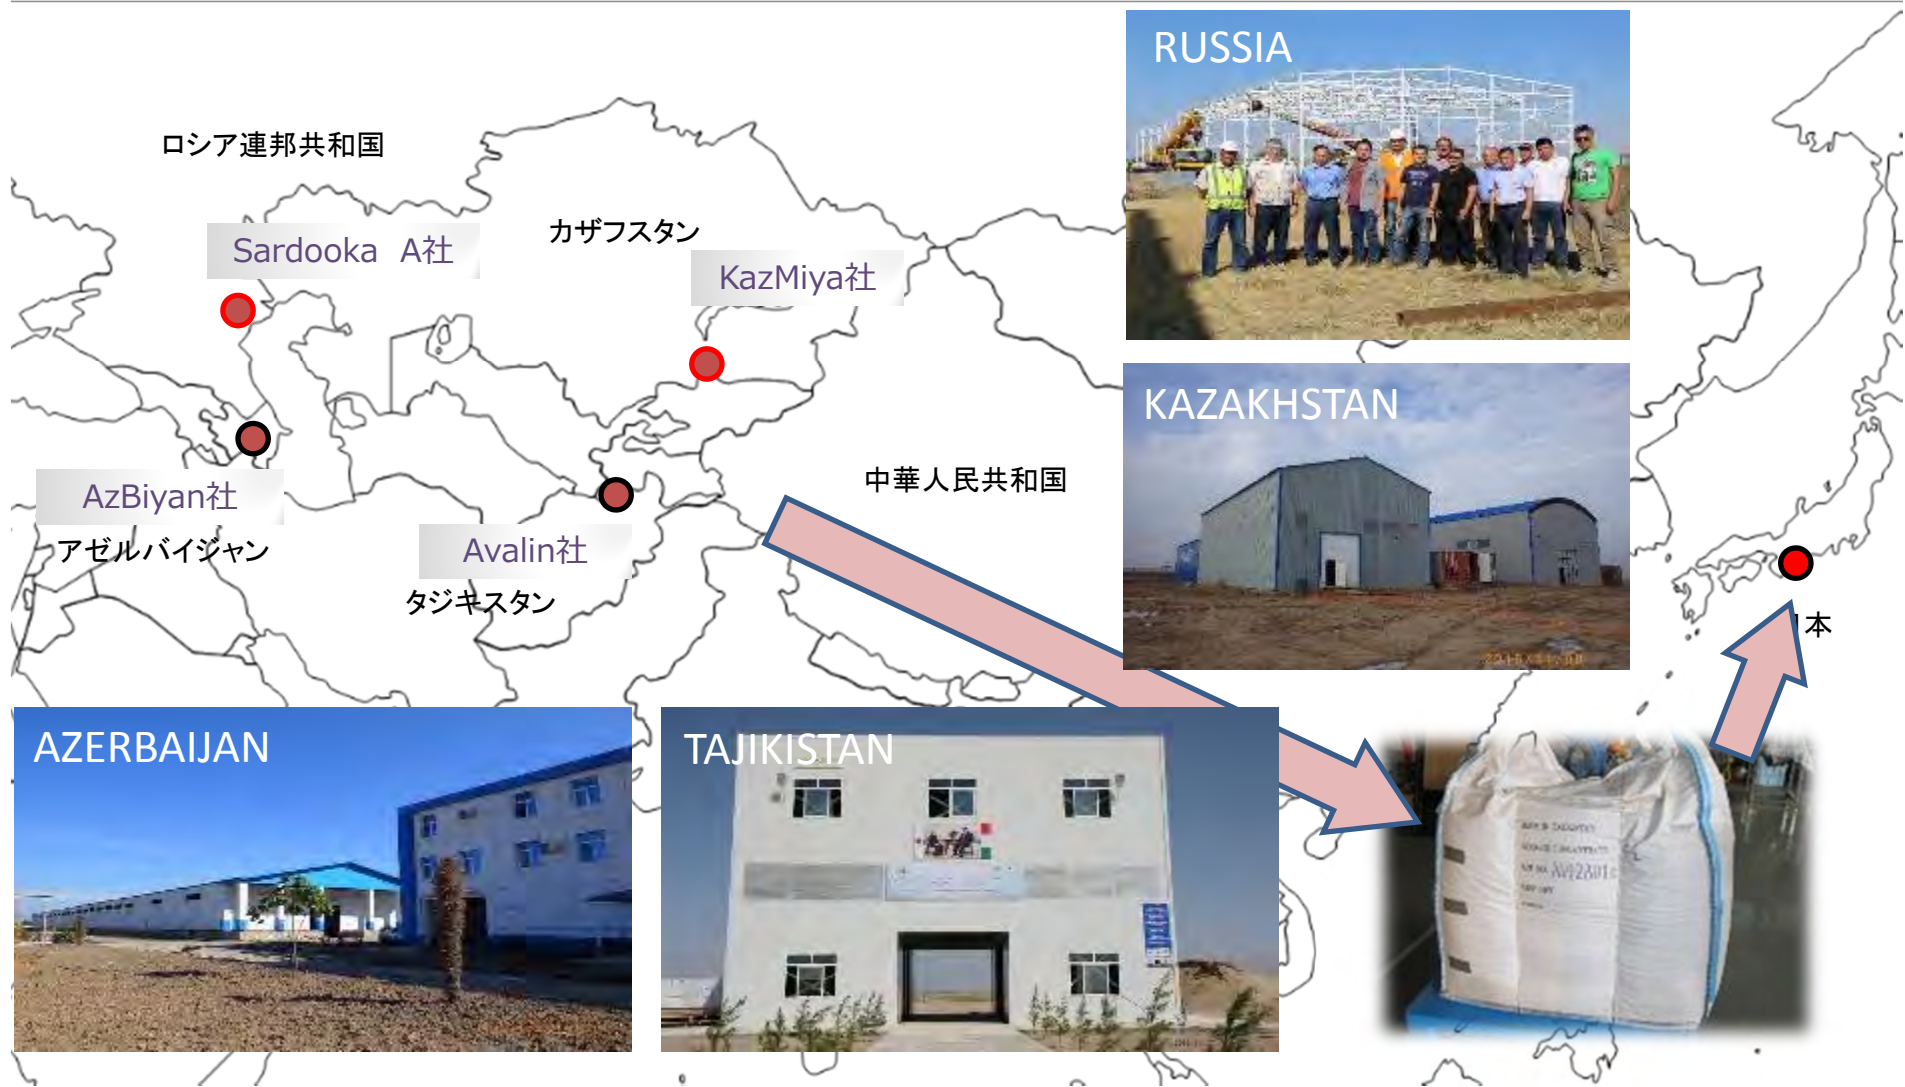 RUSSIA
ロシア連邦共和国
カザフスタン
Sardooka A社
KazMiya社
KAZAKHSTAN
中華人民共和国
AzBiyan社
アゼルバイジャン
Avalin社
タジキスタン
本
AZERBAIJAN
TAJIKISTAN